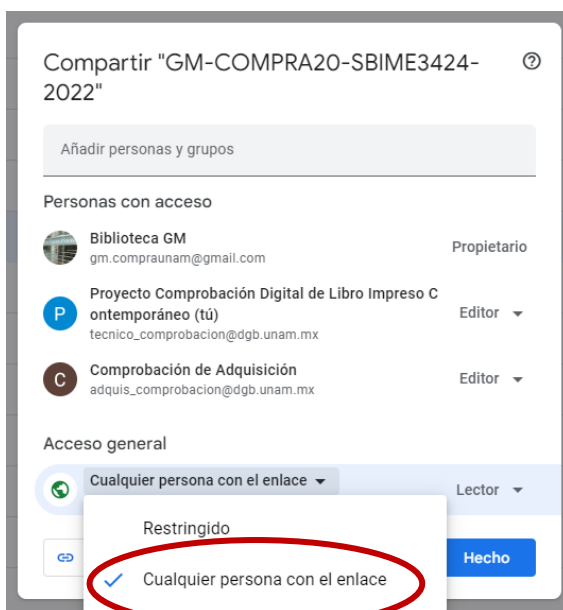 Compartir "GM-COMPRA20-SBIME3424-
2022"
Añadir personas y grupos
Personas con acceso
Biblioteca GM
gm.compraunam@gmail.com
Propietario
Proyecto Comprobación Digital de Libro Impreso C
ontemporáneo (tú)
tecnico_comprobacion@dgb.unam.mx
P
Editor
Comprobación de Adquisición
adquis_comprobacion@dgb.unam.mx
C
Editor
Acceso general
Cualquier persona con el enlace
Lector
Restringido
Cualquier persona con el enlace
Hecho